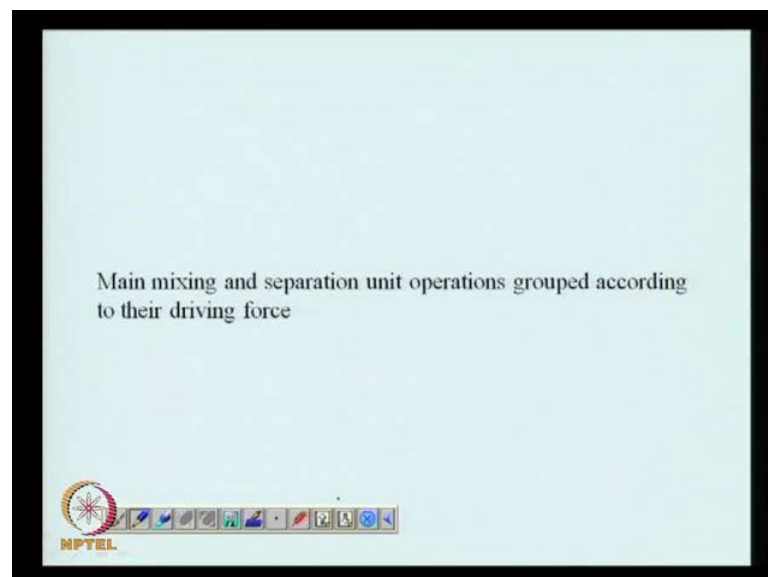 Main mixing and separation unit operations grouped according
to their driving force
NPTEL